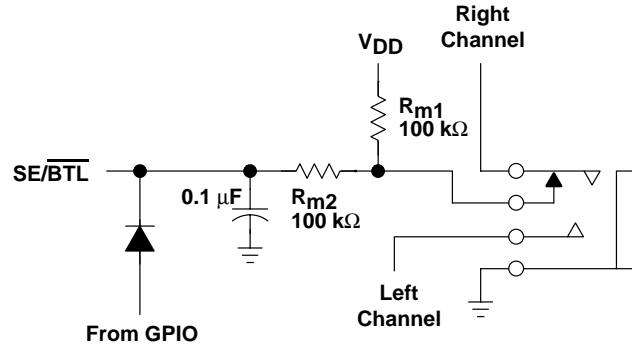 Right
Channel
VDD
Rm1
100 kΩ
SE/BTL
0.1 μF
Rm2
100 kΩ
Left
Channel
From GPIO